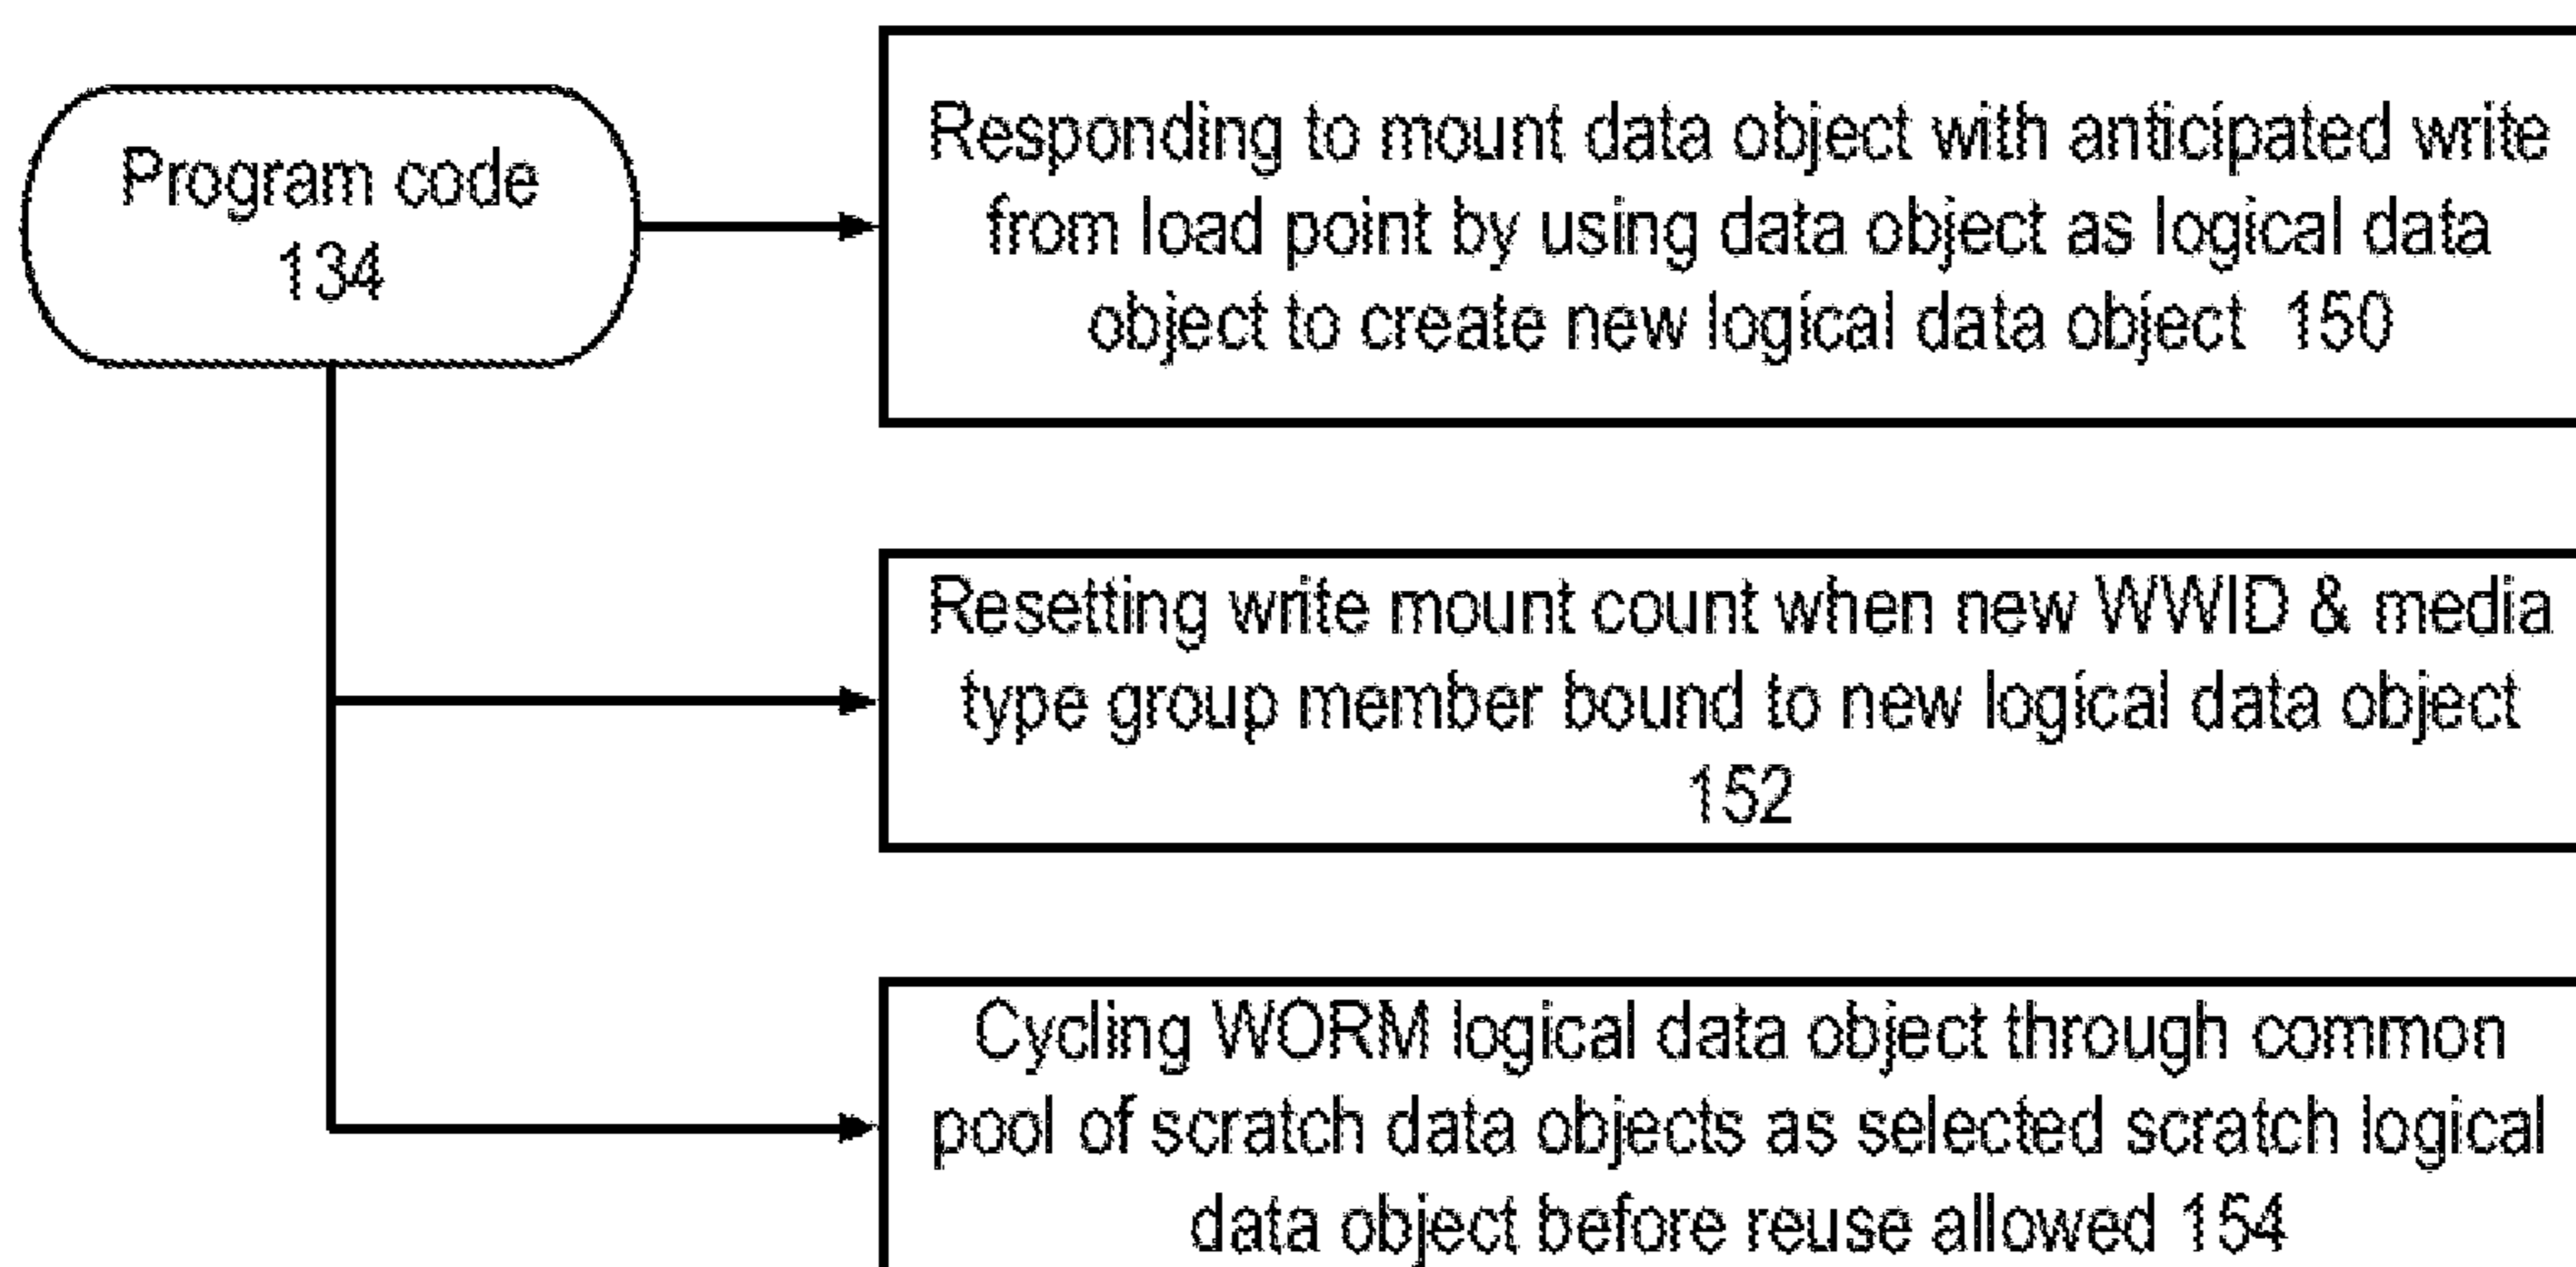 Program code
134
Responding to mount data object with anticipated write
from load point by using data object as logical data
object to create new logical data object 150
Resetting write mount count when new WWID & media
type group member bound to new logical data object
152
Cycling WORM logical data object through common
pool of scratch data objects as selected scratch logical
data object before reuse allowed 154